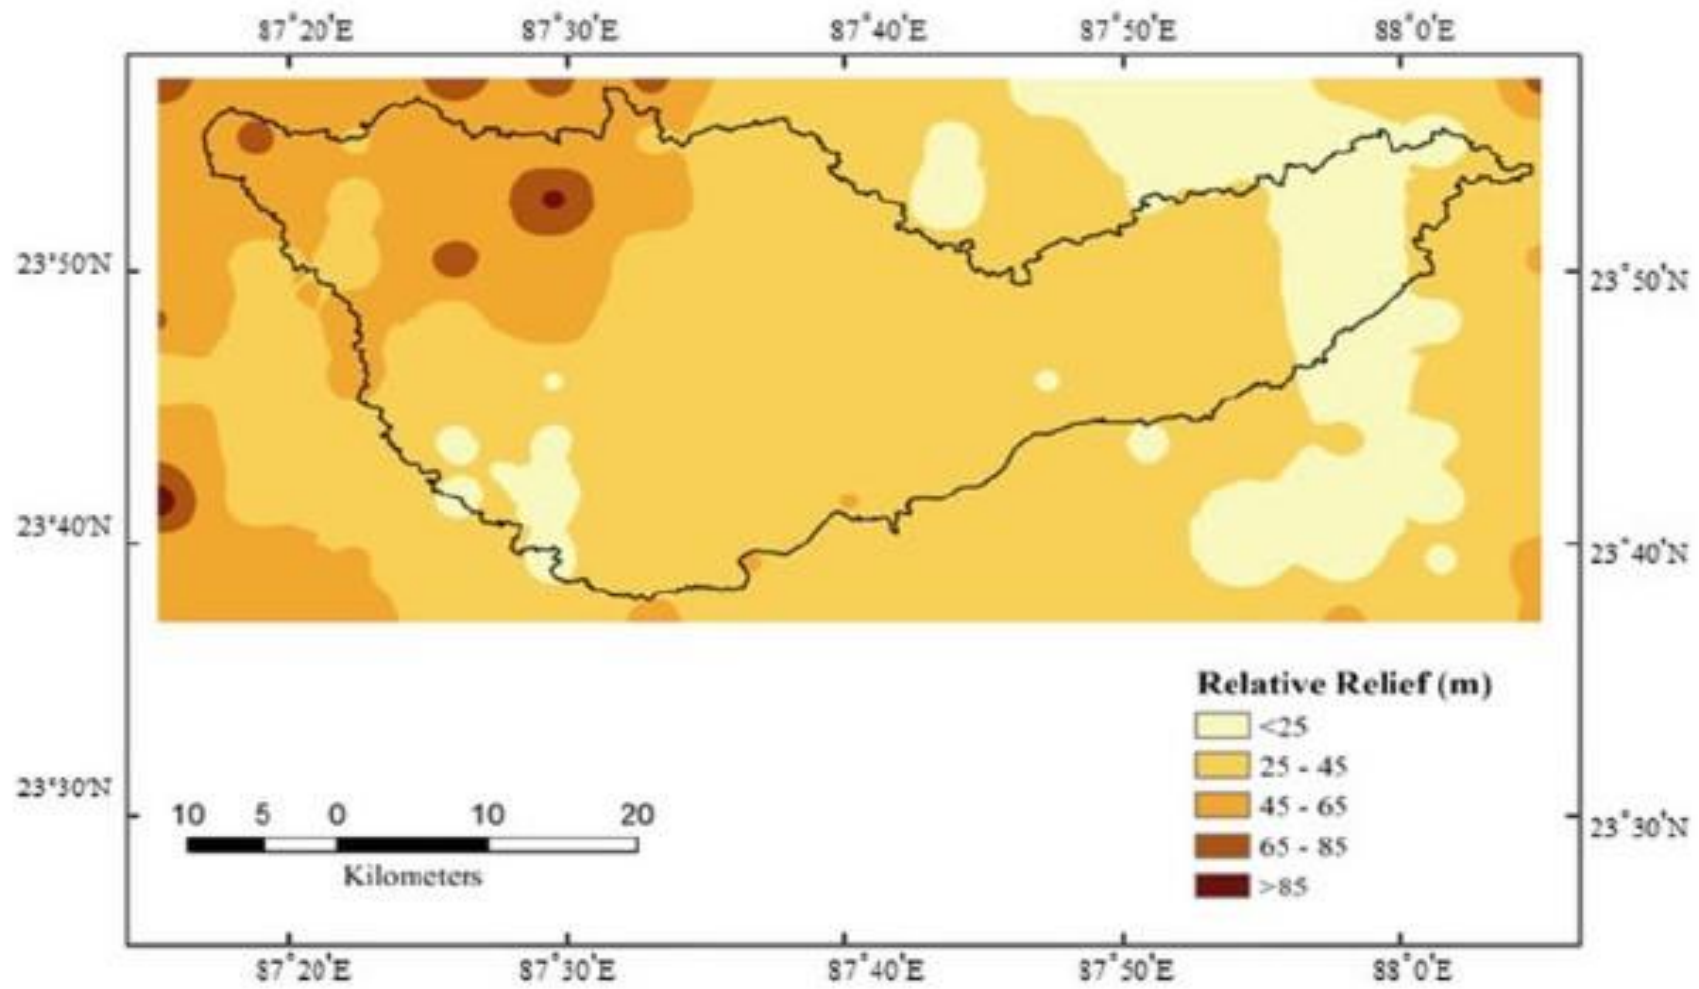 87°20'E 87°30'E 87°40'E 87°50'E 88°0'E
23°50'N 23°50'N
23°40'N 23°40'N
23°30'N 23°30'N
Relative Relief (m)
<25
25 - 45
45 - 65
65 - 85
>85
10 5 0 10 20
Kilometers
87°20'E 87°30'E 87°40'E 87°50'E 88°0'E